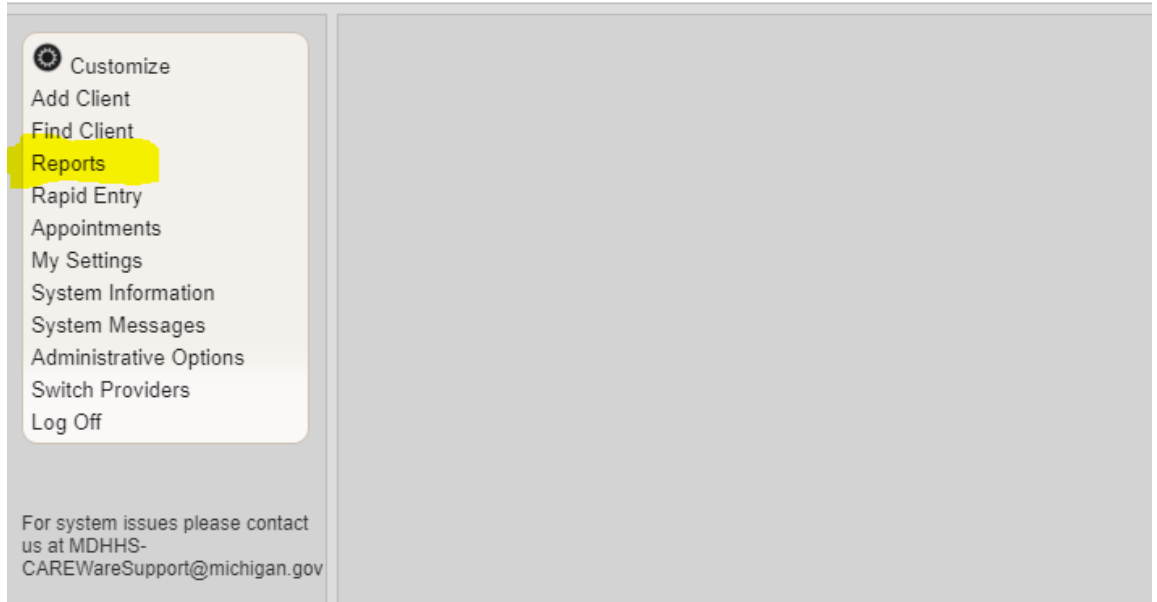 Customize
Add Client
Find Client
Reports
Rapid Entry
Appointments
My Settings
System Information
System Messages
Administrative Options
Switch Providers
Log Off
For system issues please contact
us at MDHHS-
CAREWareSupport@michigan.gov